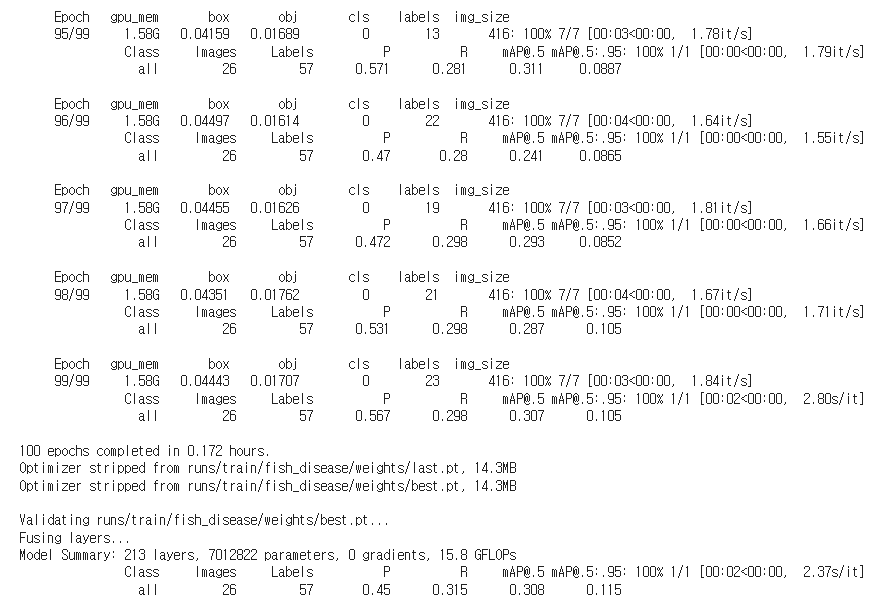 Epoch gpu_mem box obj cls labels img_size
95/99 1.58G 0.04159 0.01689 0 13 416: 100% 7/7 [00:03<00:00, 1.78it/s]
Class Images Labels P R mAP@.5 mAP@.5:.95: 100% 1/1 [00:00<00:00, 1.79it/s]
all 26 57 0.571 0.281 0.311 0.0887
Epoch gpu_mem box obj cls labels img_size
96/99 1.58G 0.04497 0.01614 0 22 416: 100% 7/7 [00:04<00:00, 1.64it/s]
Class Images Labels P R mAP@.5 mAP@.5:.95: 100% 1/1 [00:00<00:00, 1.55it/s]
all 26 57 0.47 0.28 0.241 0.0865
Epoch gpu_mem box obj cls labels img_size
97/99 1.58G 0.04455 0.01626 0 19 416: 100% 7/7 [00:03<00:00, 1.81it/s]
Class Images Labels P R mAP@.5 mAP@.5:.95: 100% 1/1 [00:00<00:00, 1.66it/s]
all 26 57 0.472 0.298 0.293 0.0852
Epoch gpu_mem box obj cls labels img_size
98/99 1.58G 0.04351 0.01762 0 21 416: 100% 7/7 [00:04<00:00, 1.67it/s]
Class Images Labels P R mAP@.5 mAP@.5:.95: 100% 1/1 [00:00<00:00, 1.71it/s]
all 26 57 0.531 0.298 0.287 0.105
Epoch gpu_mem box obj cls labels img_size
99/99 1.58G 0.04443 0.01707 0 23 416: 100% 7/7 [00:03<00:00, 1.84it/s]
Class Images Labels P R mAP@.5 mAP@.5:.95: 100% 1/1 [00:02<00:00, 2.80s/it]
all 26 57 0.567 0.298 0.307 0.105
100 epochs completed in 0.172 hours.
Optimizer stripped from runs/train/fish_disease/weights/last.pt, 14.3MB
Optimizer stripped from runs/train/fish_disease/weights/best.pt, 14.3MB
Validating runs/train/fish_disease/weights/best.pt...
Fusing layers...
Model Summary: 213 layers, 7012822 parameters, 0 gradients, 15.8 GFLOPs
Class Images Labels P R mAP@.5 mAP@.5:.95: 100% 1/1 [00:02<00:00, 2.37s/it]
all 26 57 0.45 0.315 0.308 0.115